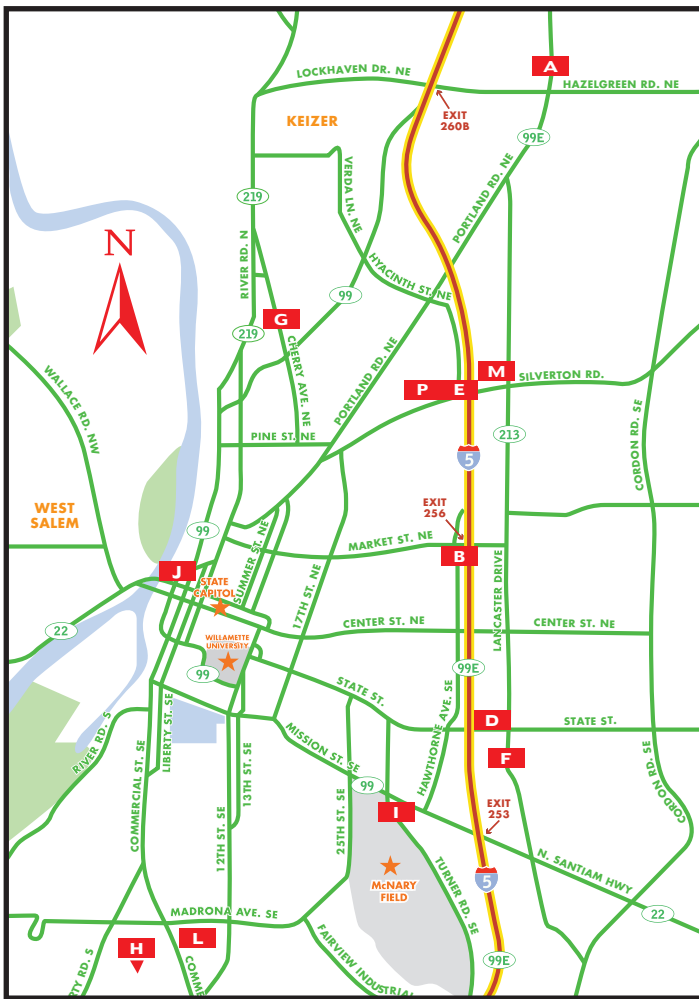 A
LOCKHAVEN DR. NE
HAZELGREEN RD. NE
EXIT
260B
KEIZER
99E
PORTLAND RD. NE
VERDA LN. NE
219
RIVER RD. N
N
HYACINTH ST. NE
99
G
219
CHERRY AVE. NE
PORTLAND RD. NE
M
SILVERTON RD.
P
E
WALLACE RD. NW
CORDON RD. SE
PINE ST. NE
213
5
EXIT
256
WEST
SALEM
99
SUMMER ST. NE
MARKET ST. NE
B
J
STATE
CAPITOL
17TH ST. NE
LANCASTER DRIVE
22
CENTER ST. NE
CENTER ST. NE
WILLAMETTE
UNIVERSITY
99
99E
STATE ST.
HAWTHORNE AVE. SE
D
STATE ST.
RIVER RD. S
LIBERTY ST. SE
COMMERCIAL ST. SE
13TH ST. SE
MISSION ST. SE
F
CORDON RD. SE
99
12TH ST. SE
25TH ST. SE
I
EXIT
253
N. SANTIAM HWY
McNARY
FIELD
TURNER RD. SE
5
22
MADRONA AVE. SE
FAIRVIEW INDUSTRIAL
L
H
RTY RD. S
COMME
99E